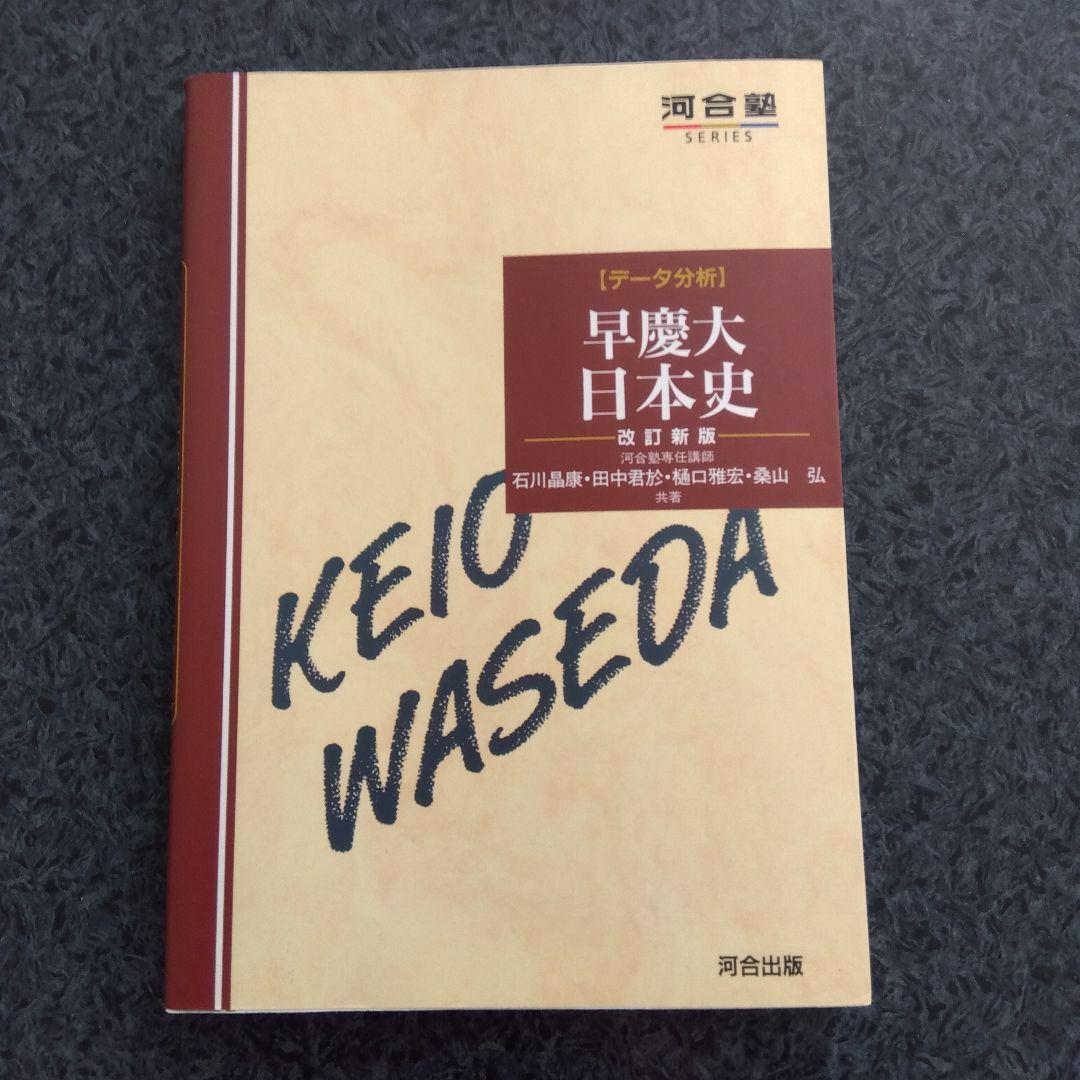 河合塾
SERIES
【データ分析】
早慶大
日本史
改訂新版
河合塾専任講師
石川晶康・田中君於・樋口雅宏・桑山　弘
共著
KEIO
WASEDA
河合出版